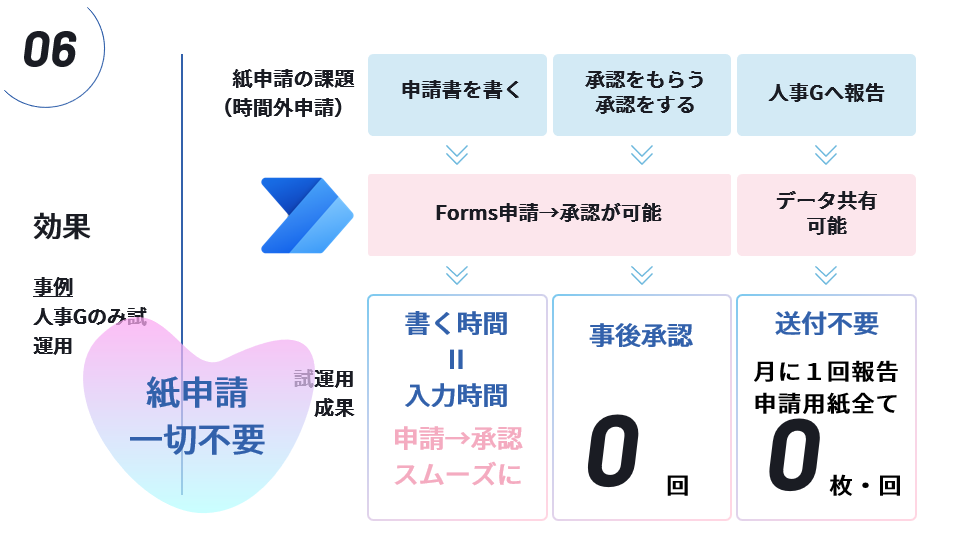 06
効果
事例
人事Gのみ試
運用
紙申請
一切不要
紙申請の課題
（時間外申請）
申請書を書く
承認をもらう
承認をする
人事Gへ報告
Forms申請→承認が可能
データ共有
可能
試運用
成果
書く時間
II
入力時間
申請→承認
スムーズに
事後承認
0
回
送付不要
月に１回報告
申請用紙全て
0
枚・回